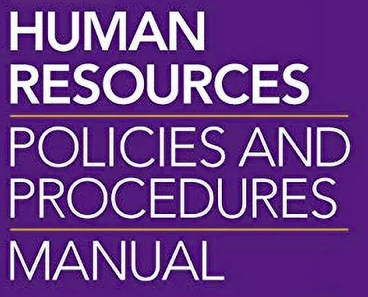 HUMAN
RESOURCES
POLICIES AND
PROCEDURES
MANUAL